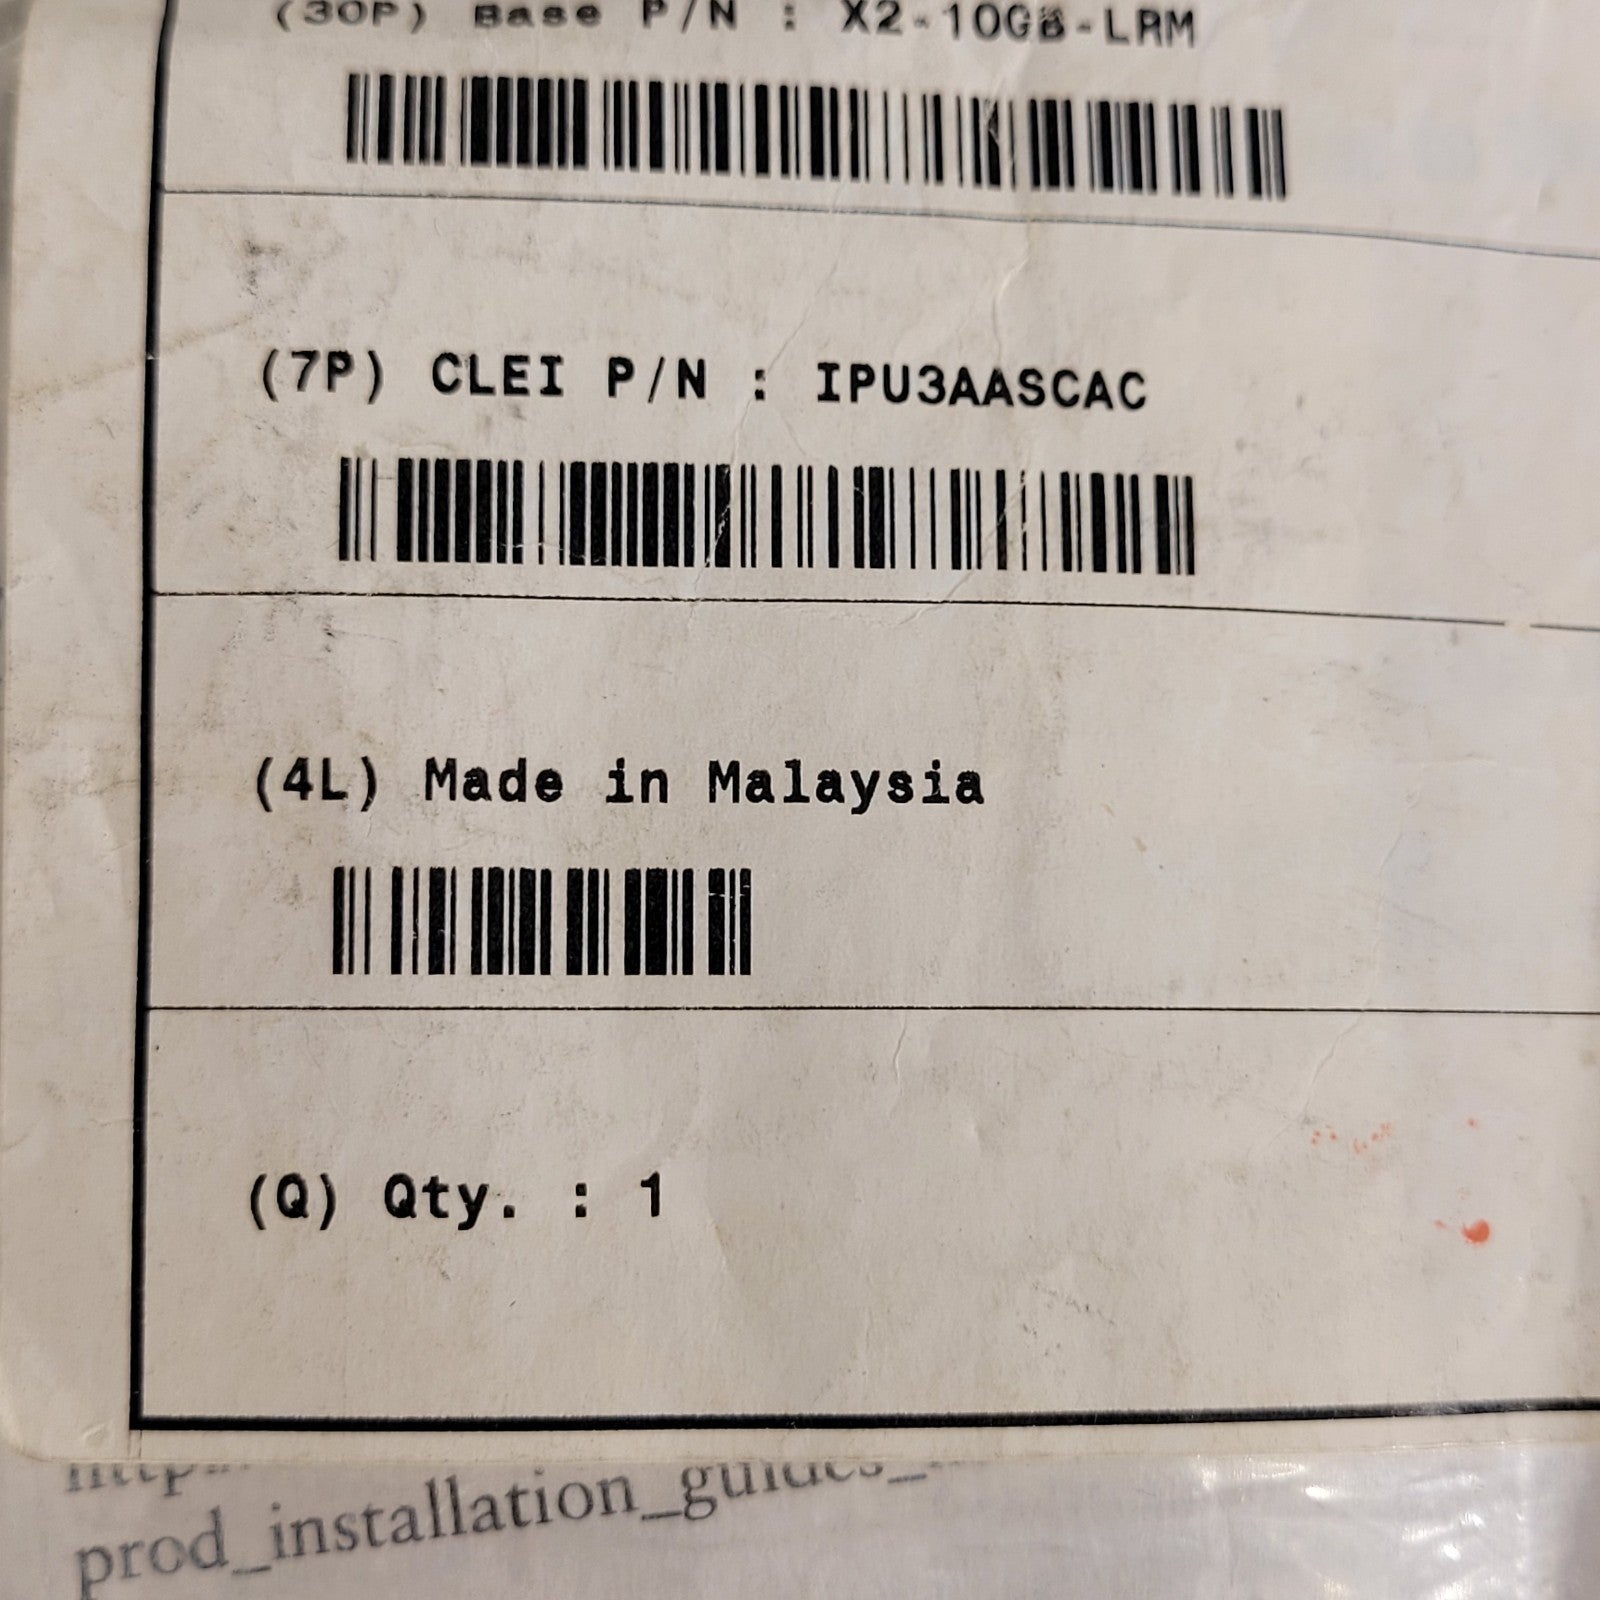 (30P) Base P/N : X2-10GB-LRM
(7P) CLEI P/N : IPU3AASCAC
(4L) Made in Malaysia
(Q) Qty. : 1
prod_installation_guides_